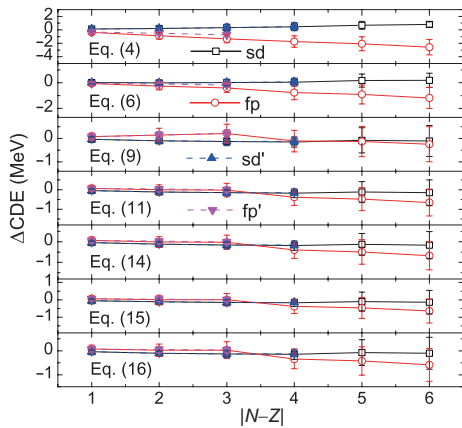 2
0
-2
-4
Eq. (4)
sd
0
-2
Eq. (6)
fp
0
-1
Eq. (9)
sd'
0
-1
Eq. (11)
fp'
0
-1
Eq. (14)
0
-1
Eq. (15)
0
-1
Eq. (16)
ΔCDE (MeV)
1 2 3 4 5 6
|N−Z|